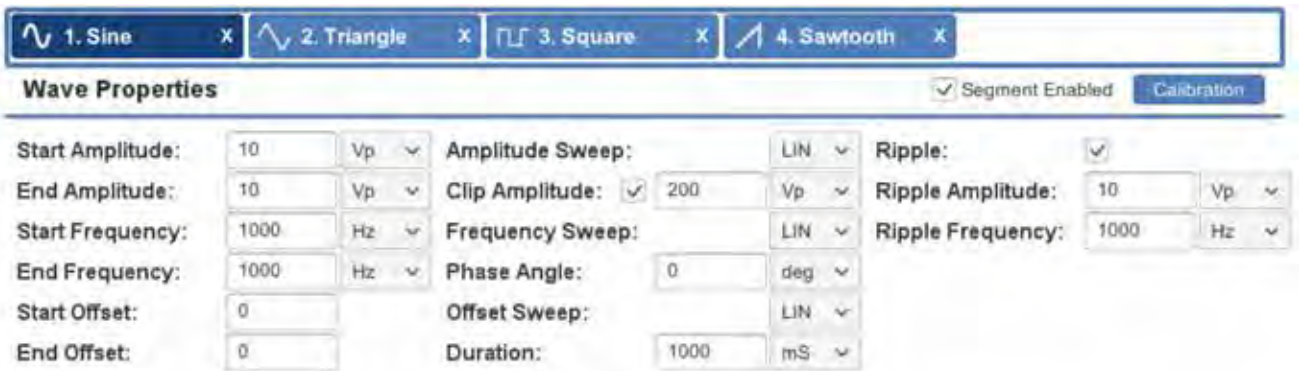 1. Sine x 2. Triangle x 3. Square x 4. Sawtooth x
Wave Properties Segment Enabled Calibration
Start Amplitude: 10 Vp Amplitude Sweep: LIN Ripple:
End Amplitude: 10 Vp Clip Amplitude: 200 Vp Ripple Amplitude: 10 Vp
Start Frequency: 1000 Hz Frequency Sweep: LIN Ripple Frequency: 1000 Hz
End Frequency: 1000 Hz Phase Angle: 0 deg
Start Offset: 0 Offset Sweep: LIN
End Offset: 0 Duration: 1000 mS